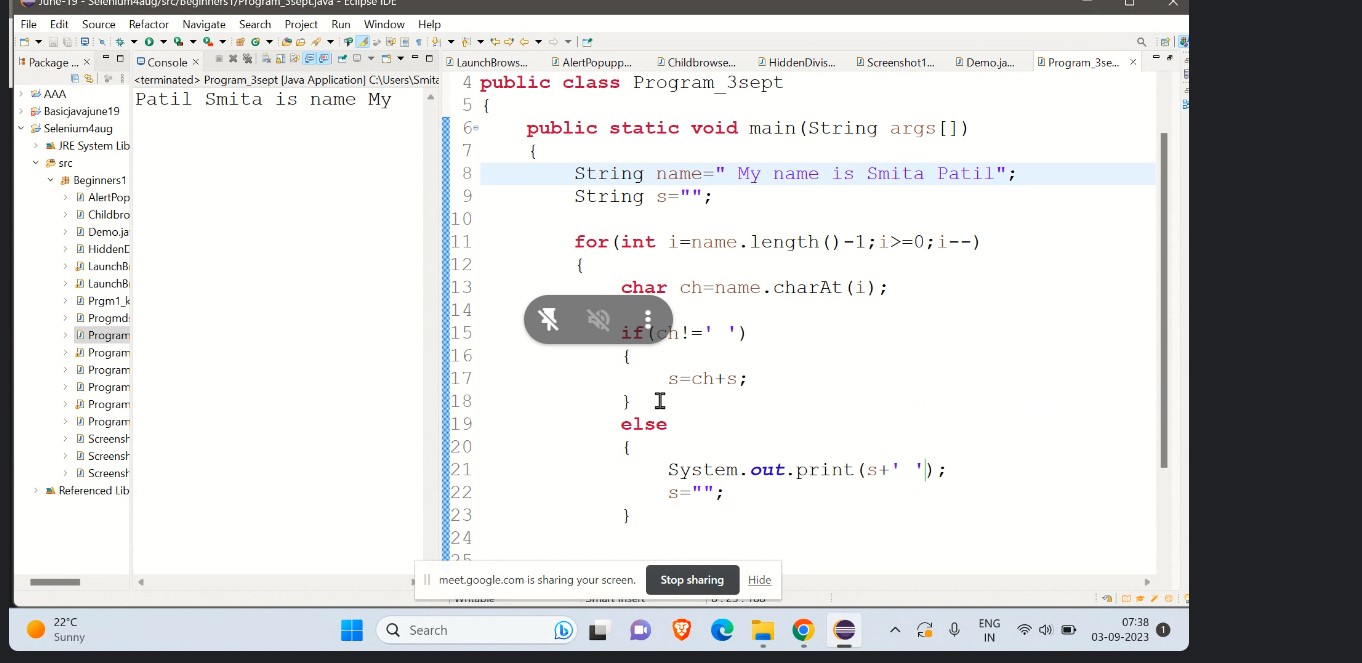 June-19 - Selenium4aug/src/Beginners1/Program_3sept.java - Eclipse IDE
File Edit Source Refactor Navigate Search Project Run Window Help
Package ...
Console
LaunchBrows... AlertPopupp... Childbrowse... HiddenDivis... Screenshot1... Demo.ja... Program_3se...
<terminated> Program_3sept [Java Application] C:\Users\Smita
Patil Smita is name My
AAA
Basicjavajune19
Selenium4aug
JRE System Lib
src
Beginners1
AlertPop
Childbro
Demo.ja
HiddenD
LaunchB
LaunchB
Prgm1_k
Progmd
Program
Program
Program
Program
Program
Program
Screensh
Screensh
Screensh
Referenced Lib
4 public class Program_3sept
5 {
6 public static void main(String args[])
7 {
8 String name=" My name is Smita Patil";
9 String s="";
10
11 for(int i=name.length()-1;i>=0;i--)
12 {
13 char ch=name.charAt(i);
14
15 if(ch!=' ')
16 {
17 s=ch+s;
18 }
19 else
20 {
21 System.out.print(s+' ');
22 s="";
23 }
24
25
meet.google.com is sharing your screen. Stop sharing Hide
Writable Smart Insert
22°C
Sunny
Search
ENG
IN
07:38
03-09-2023
1